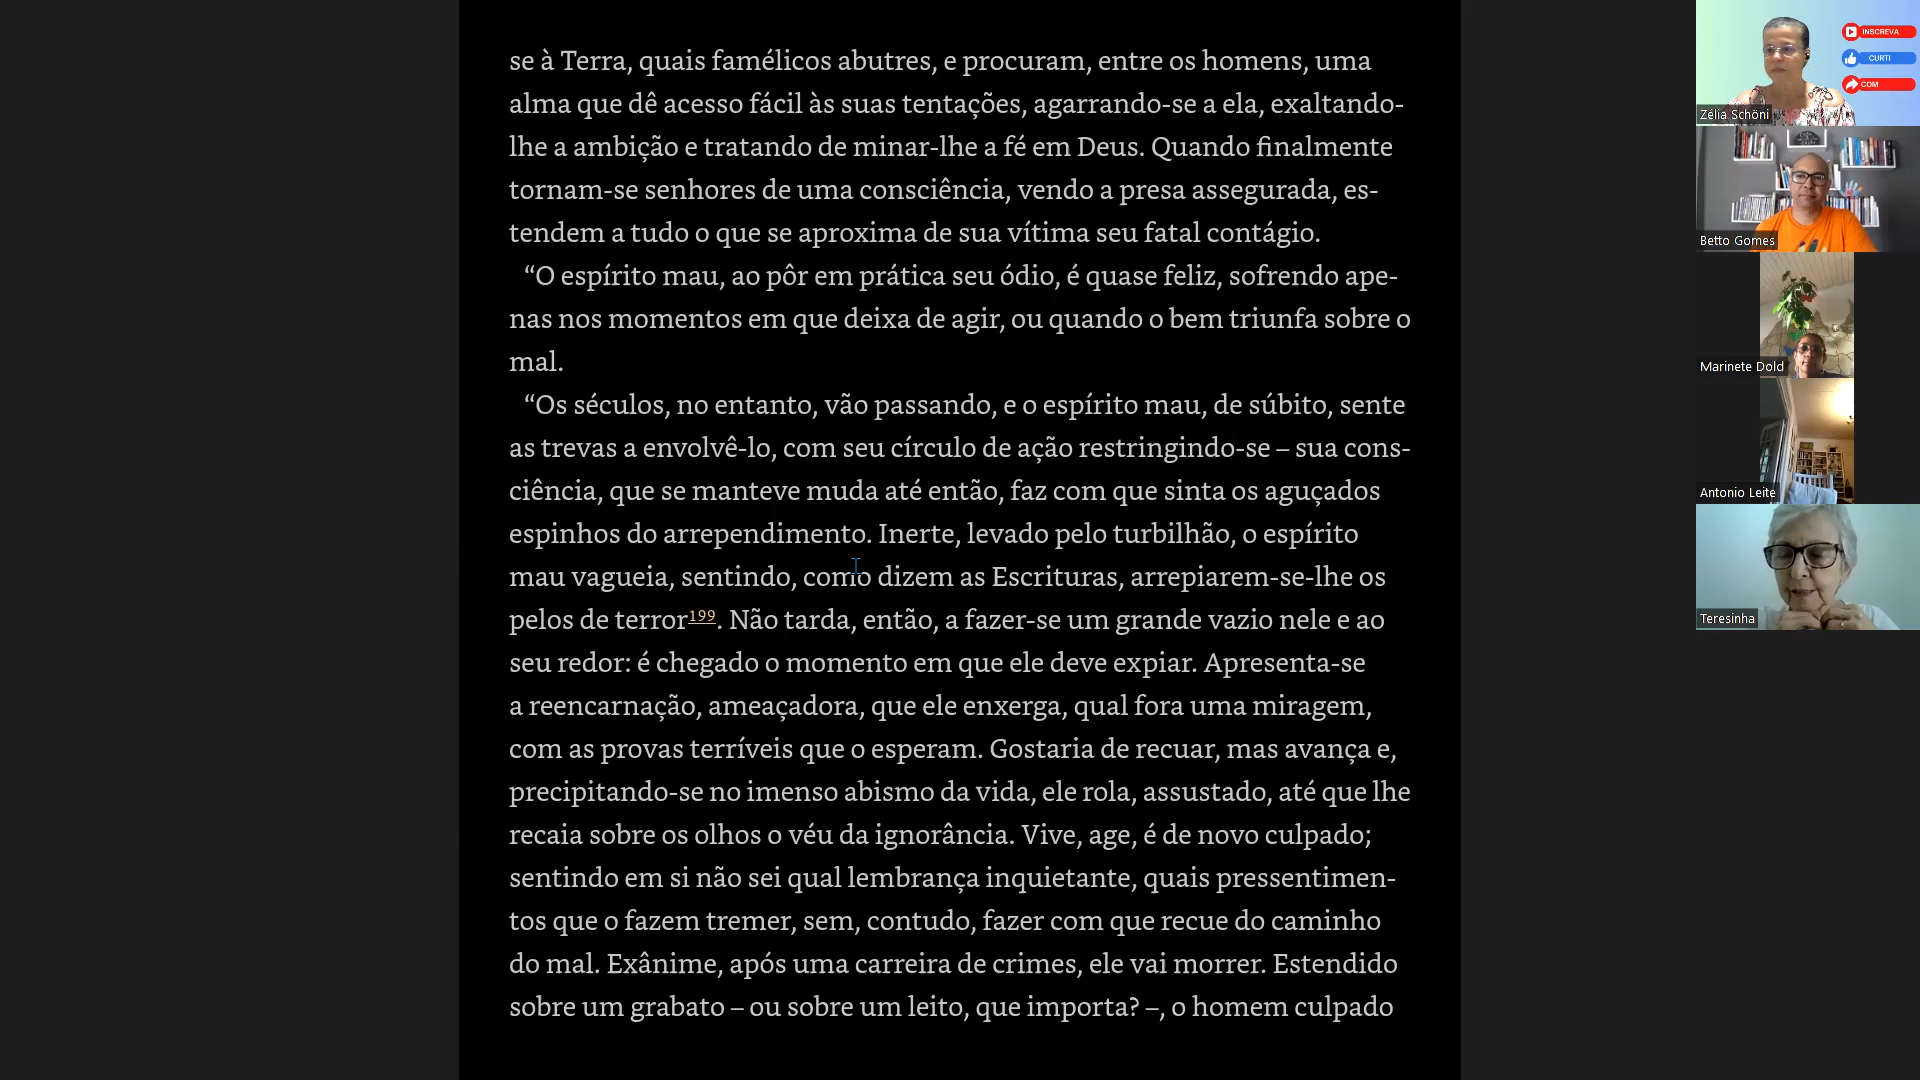 se à Terra, quais famélicos abutres, e procuram, entre os homens, uma
alma que dê acesso fácil às suas tentações, agarrando-se a ela, exaltando-
lhe a ambição e tratando de minar-lhe a fé em Deus. Quando finalmente
tornam-se senhores de uma consciência, vendo a presa assegurada, es-
tendem a tudo o que se aproxima de sua vítima seu fatal contágio.
“O espírito mau, ao pôr em prática seu ódio, é quase feliz, sofrendo ape-
nas nos momentos em que deixa de agir, ou quando o bem triunfa sobre o
mal.
“Os séculos, no entanto, vão passando, e o espírito mau, de súbito, sente
as trevas a envolvê-lo, com seu círculo de ação restringindo-se – sua cons-
ciência, que se manteve muda até então, faz com que sinta os aguçados
espinhos do arrependimento. Inerte, levado pelo turbilhão, o espírito
mau vagueia, sentindo, como dizem as Escrituras, arrepiarem-se-lhe os
pelos de terror199. Não tarda, então, a fazer-se um grande vazio nele e ao
seu redor: é chegado o momento em que ele deve expiar. Apresenta-se
a reencarnação, ameaçadora, que ele enxerga, qual fora uma miragem,
com as provas terríveis que o esperam. Gostaria de recuar, mas avança e,
precipitando-se no imenso abismo da vida, ele rola, assustado, até que lhe
recaia sobre os olhos o véu da ignorância. Vive, age, é de novo culpado;
sentindo em si não sei qual lembrança inquietante, quais pressentimen-
tos que o fazem tremer, sem, contudo, fazer com que recue do caminho
do mal. Exânime, após uma carreira de crimes, ele vai morrer. Estendido
sobre um grabato – ou sobre um leito, que importa? –, o homem culpado
INSCREVA
CURTI
COM
Zélia Schöni
Betto Gomes
Marinete Dold
Antonio Leite
Teresinha